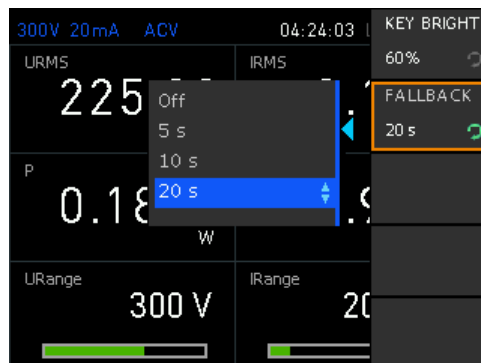 300V 20mA ACV 04:24:03
KEY BRIGHT
60%
URMS
IRMS
225
Off
5 s
10 s
20 s
FALLBACK
20 s
P
0.18
W
URange
300 V
IRange
20